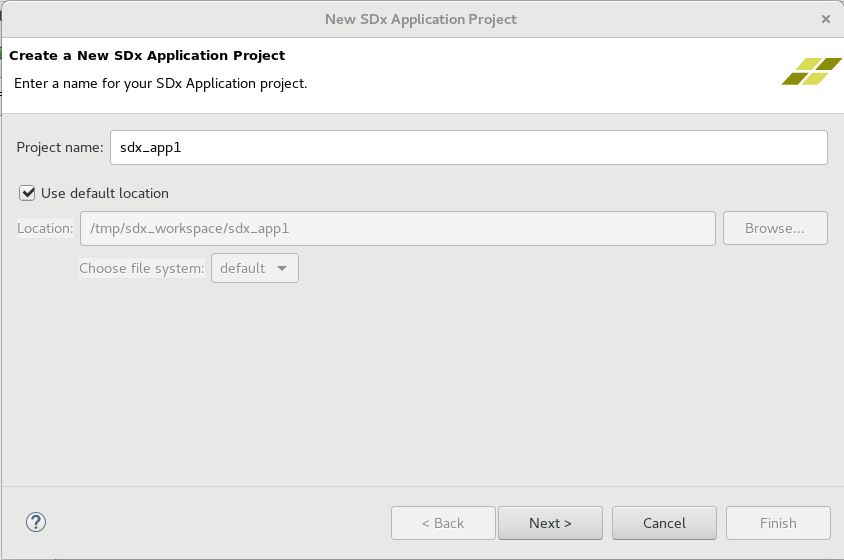 New SDx Application Project ×
Create a New SDx Application Project
Enter a name for your SDx Application project.
Project name: sdx_app1
Use default location
Location: /tmp/sdx_workspace/sdx_app1 Browse...
Choose file system: default
? < Back Next > Cancel Finish